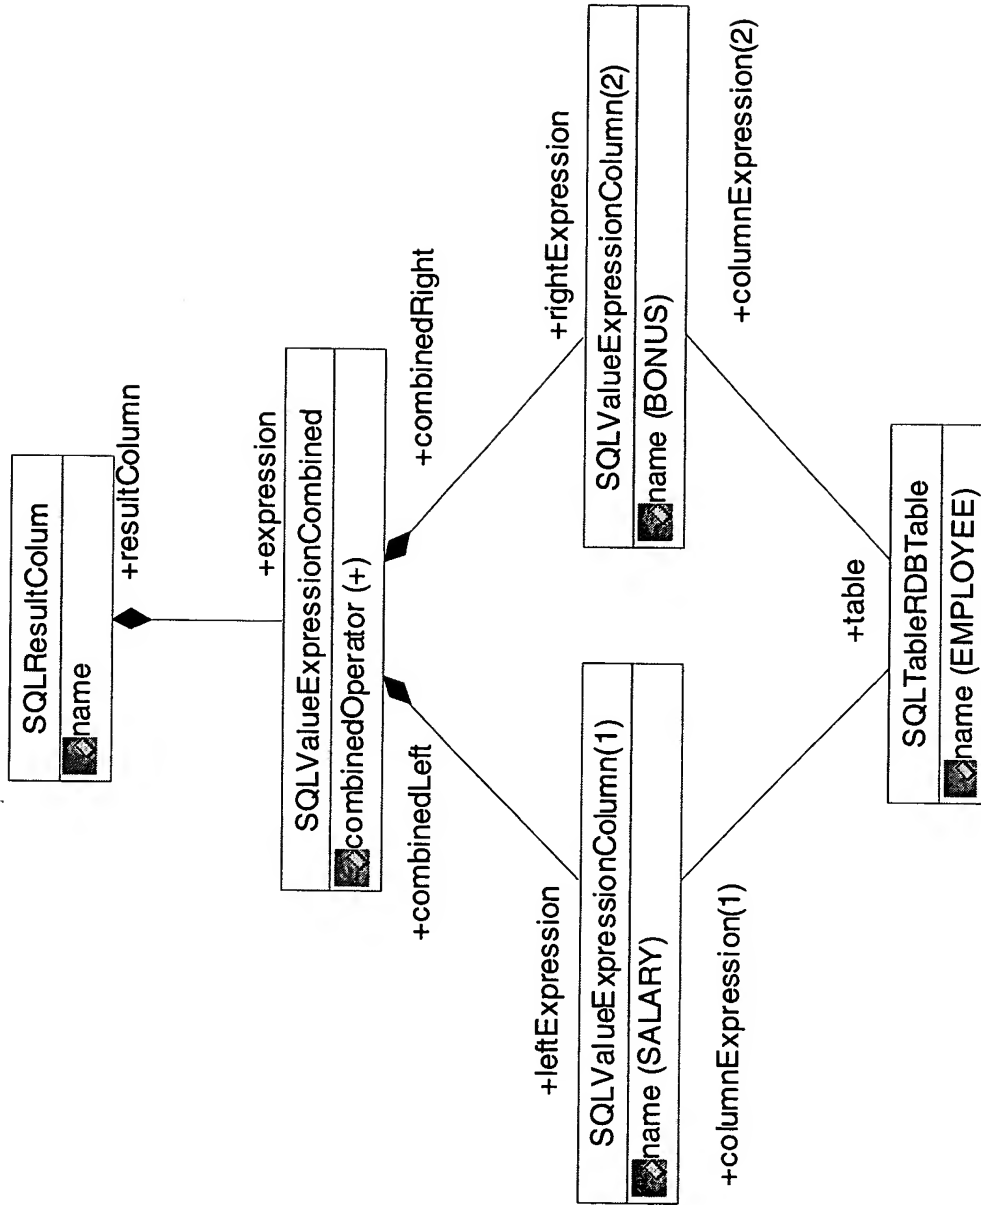 SQLResultColum
name
+resultColumn
+expression
SQLValueExpressionCombined
combinedOperator (+)
+combinedLeft
+combinedRight
+leftExpression
+rightExpression
SQLValueExpressionColumn(1)
name (SALARY)
SQLValueExpressionColumn(2)
name (BONUS)
+columnExpression(1)
+columnExpression(2)
+table
SQLTableRDBTable
name (EMPLOYEE)